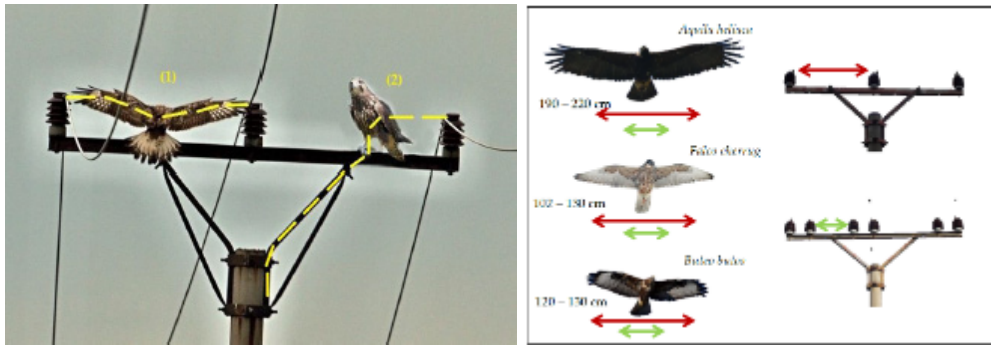 (1)
(2)
Aquila heliaca
190 – 220 cm
Falco cherrug
102 – 130 cm
Buteo buteo
120 – 130 cm